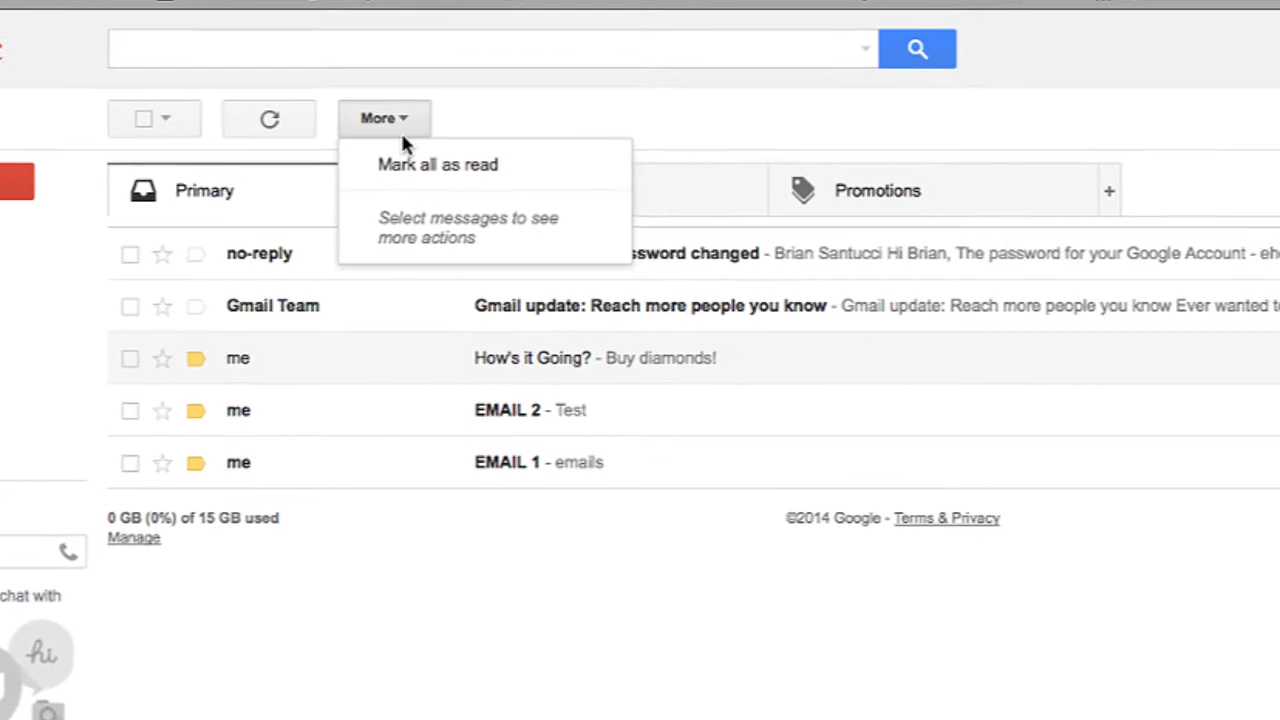 More
Mark all as read
Select messages to see
more actions
Primary
Promotions
+
no-reply
ssword changed - Brian Santucci Hi Brian, The password for your Google Account - eh
Gmail Team
Gmail update: Reach more people you know - Gmail update: Reach more people you know Ever wanted t
me
How's it Going? - Buy diamonds!
me
EMAIL 2 - Test
me
EMAIL 1 - emails
0 GB (0%) of 15 GB used
Manage
©2014 Google - Terms & Privacy
chat with
hi